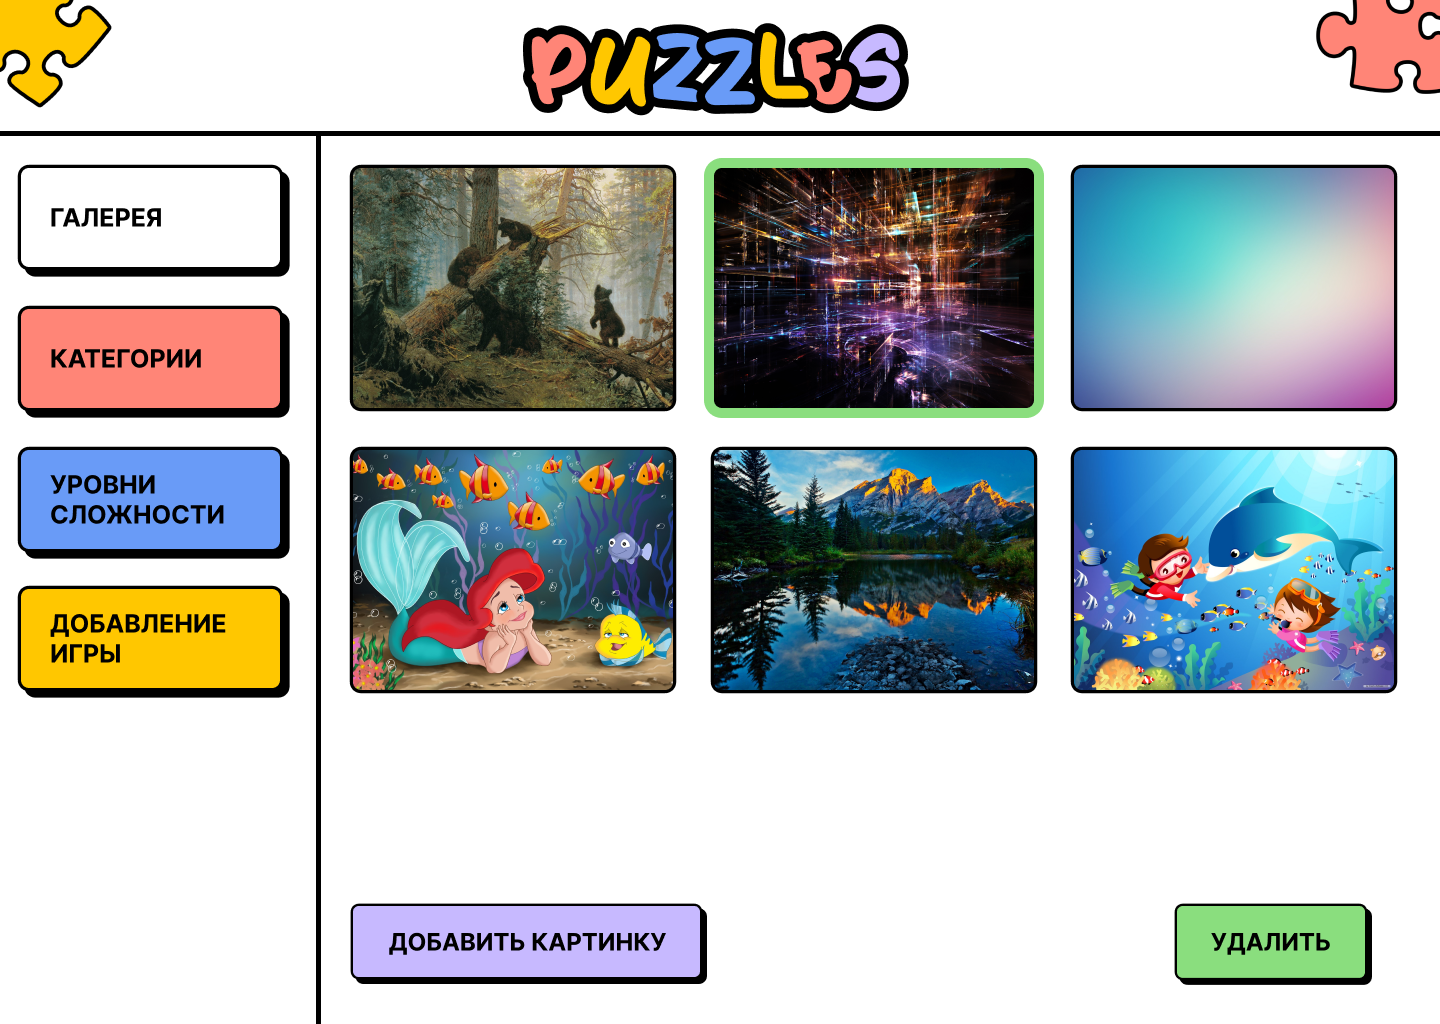 PUZZLES
ГАЛЕРЕЯ
КАТЕГОРИИ
УРОВНИ
СЛОЖНОСТИ
ДОБАВЛЕНИЕ
ИГРЫ
ДОБАВИТЬ КАРТИНКУ
УДАЛИТЬ